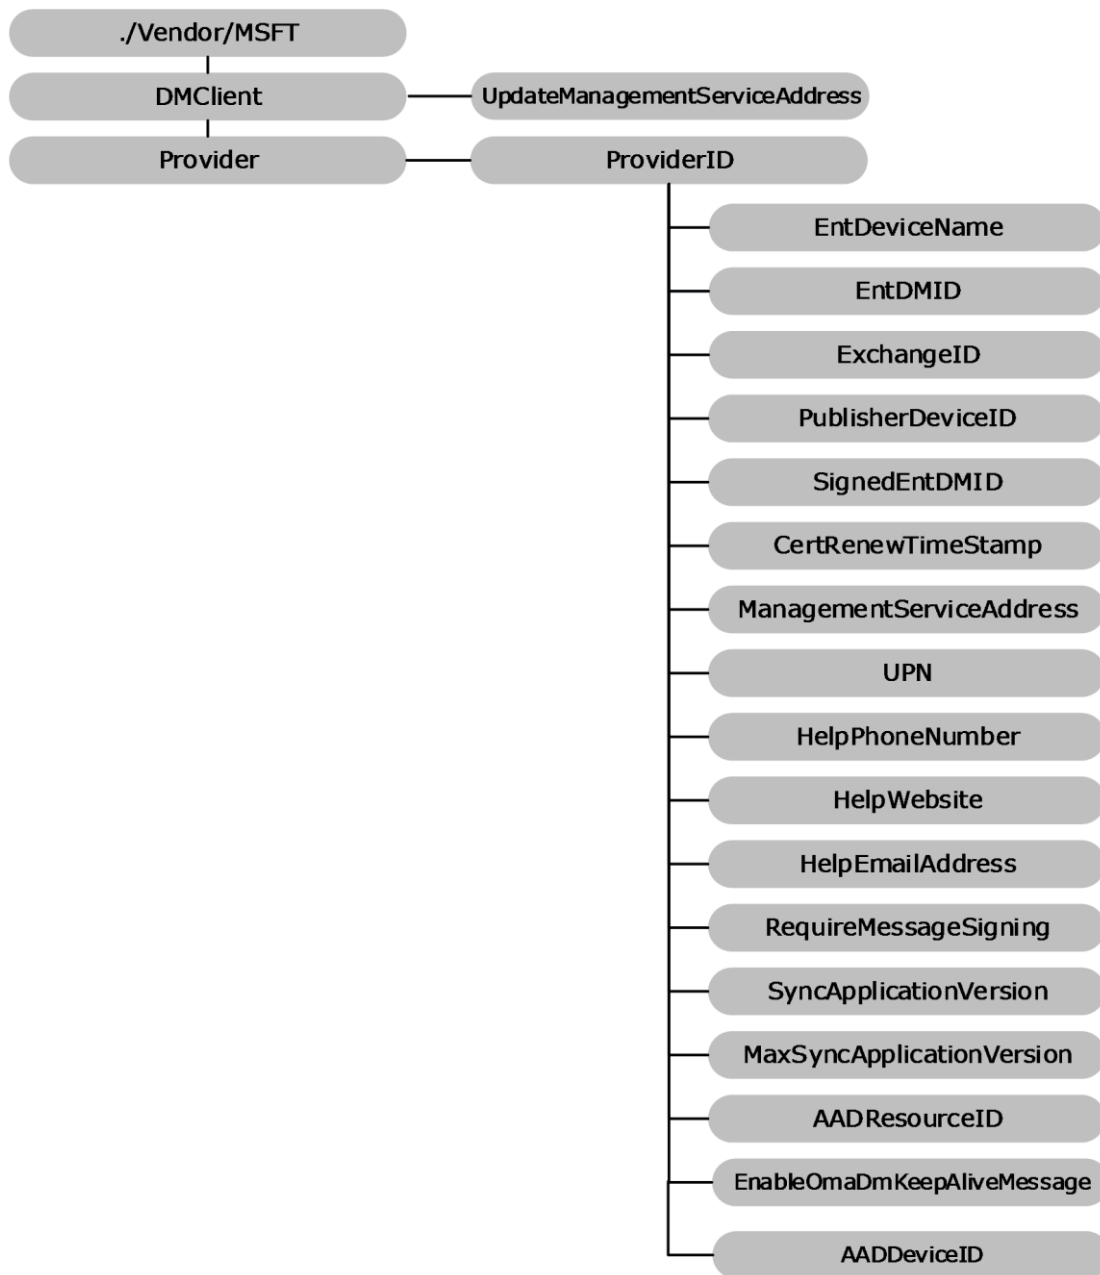 ./Vendor/MSFT
DMClient
UpdateManagementServiceAddress
Provider
ProviderID
EntDeviceName
EntDMID
ExchangeID
PublisherDeviceID
SignedEntDMID
CertRenewTimeStamp
ManagementServiceAddress
UPN
HelpPhoneNumber
HelpWebsite
HelpEmailAddress
RequireMessageSigning
SyncApplicationVersion
MaxSyncApplicationVersion
AADResourceID
EnableOmaDmKeepAliveMessage
AADDeviceID